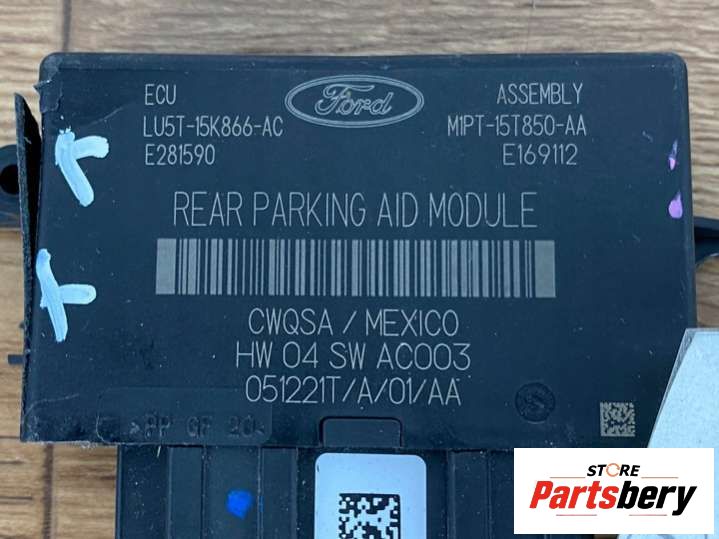 ECU
LU5T-15K866-AC
E281590
Ford
ASSEMBLY
M1PT-15T850-AA
E169112
REAR PARKING AID MODULE
CWQSA / MEXICO
HW 04 SW AC003
051221T/A/01/AA
>PP GF 20<
STORE
Partsbery